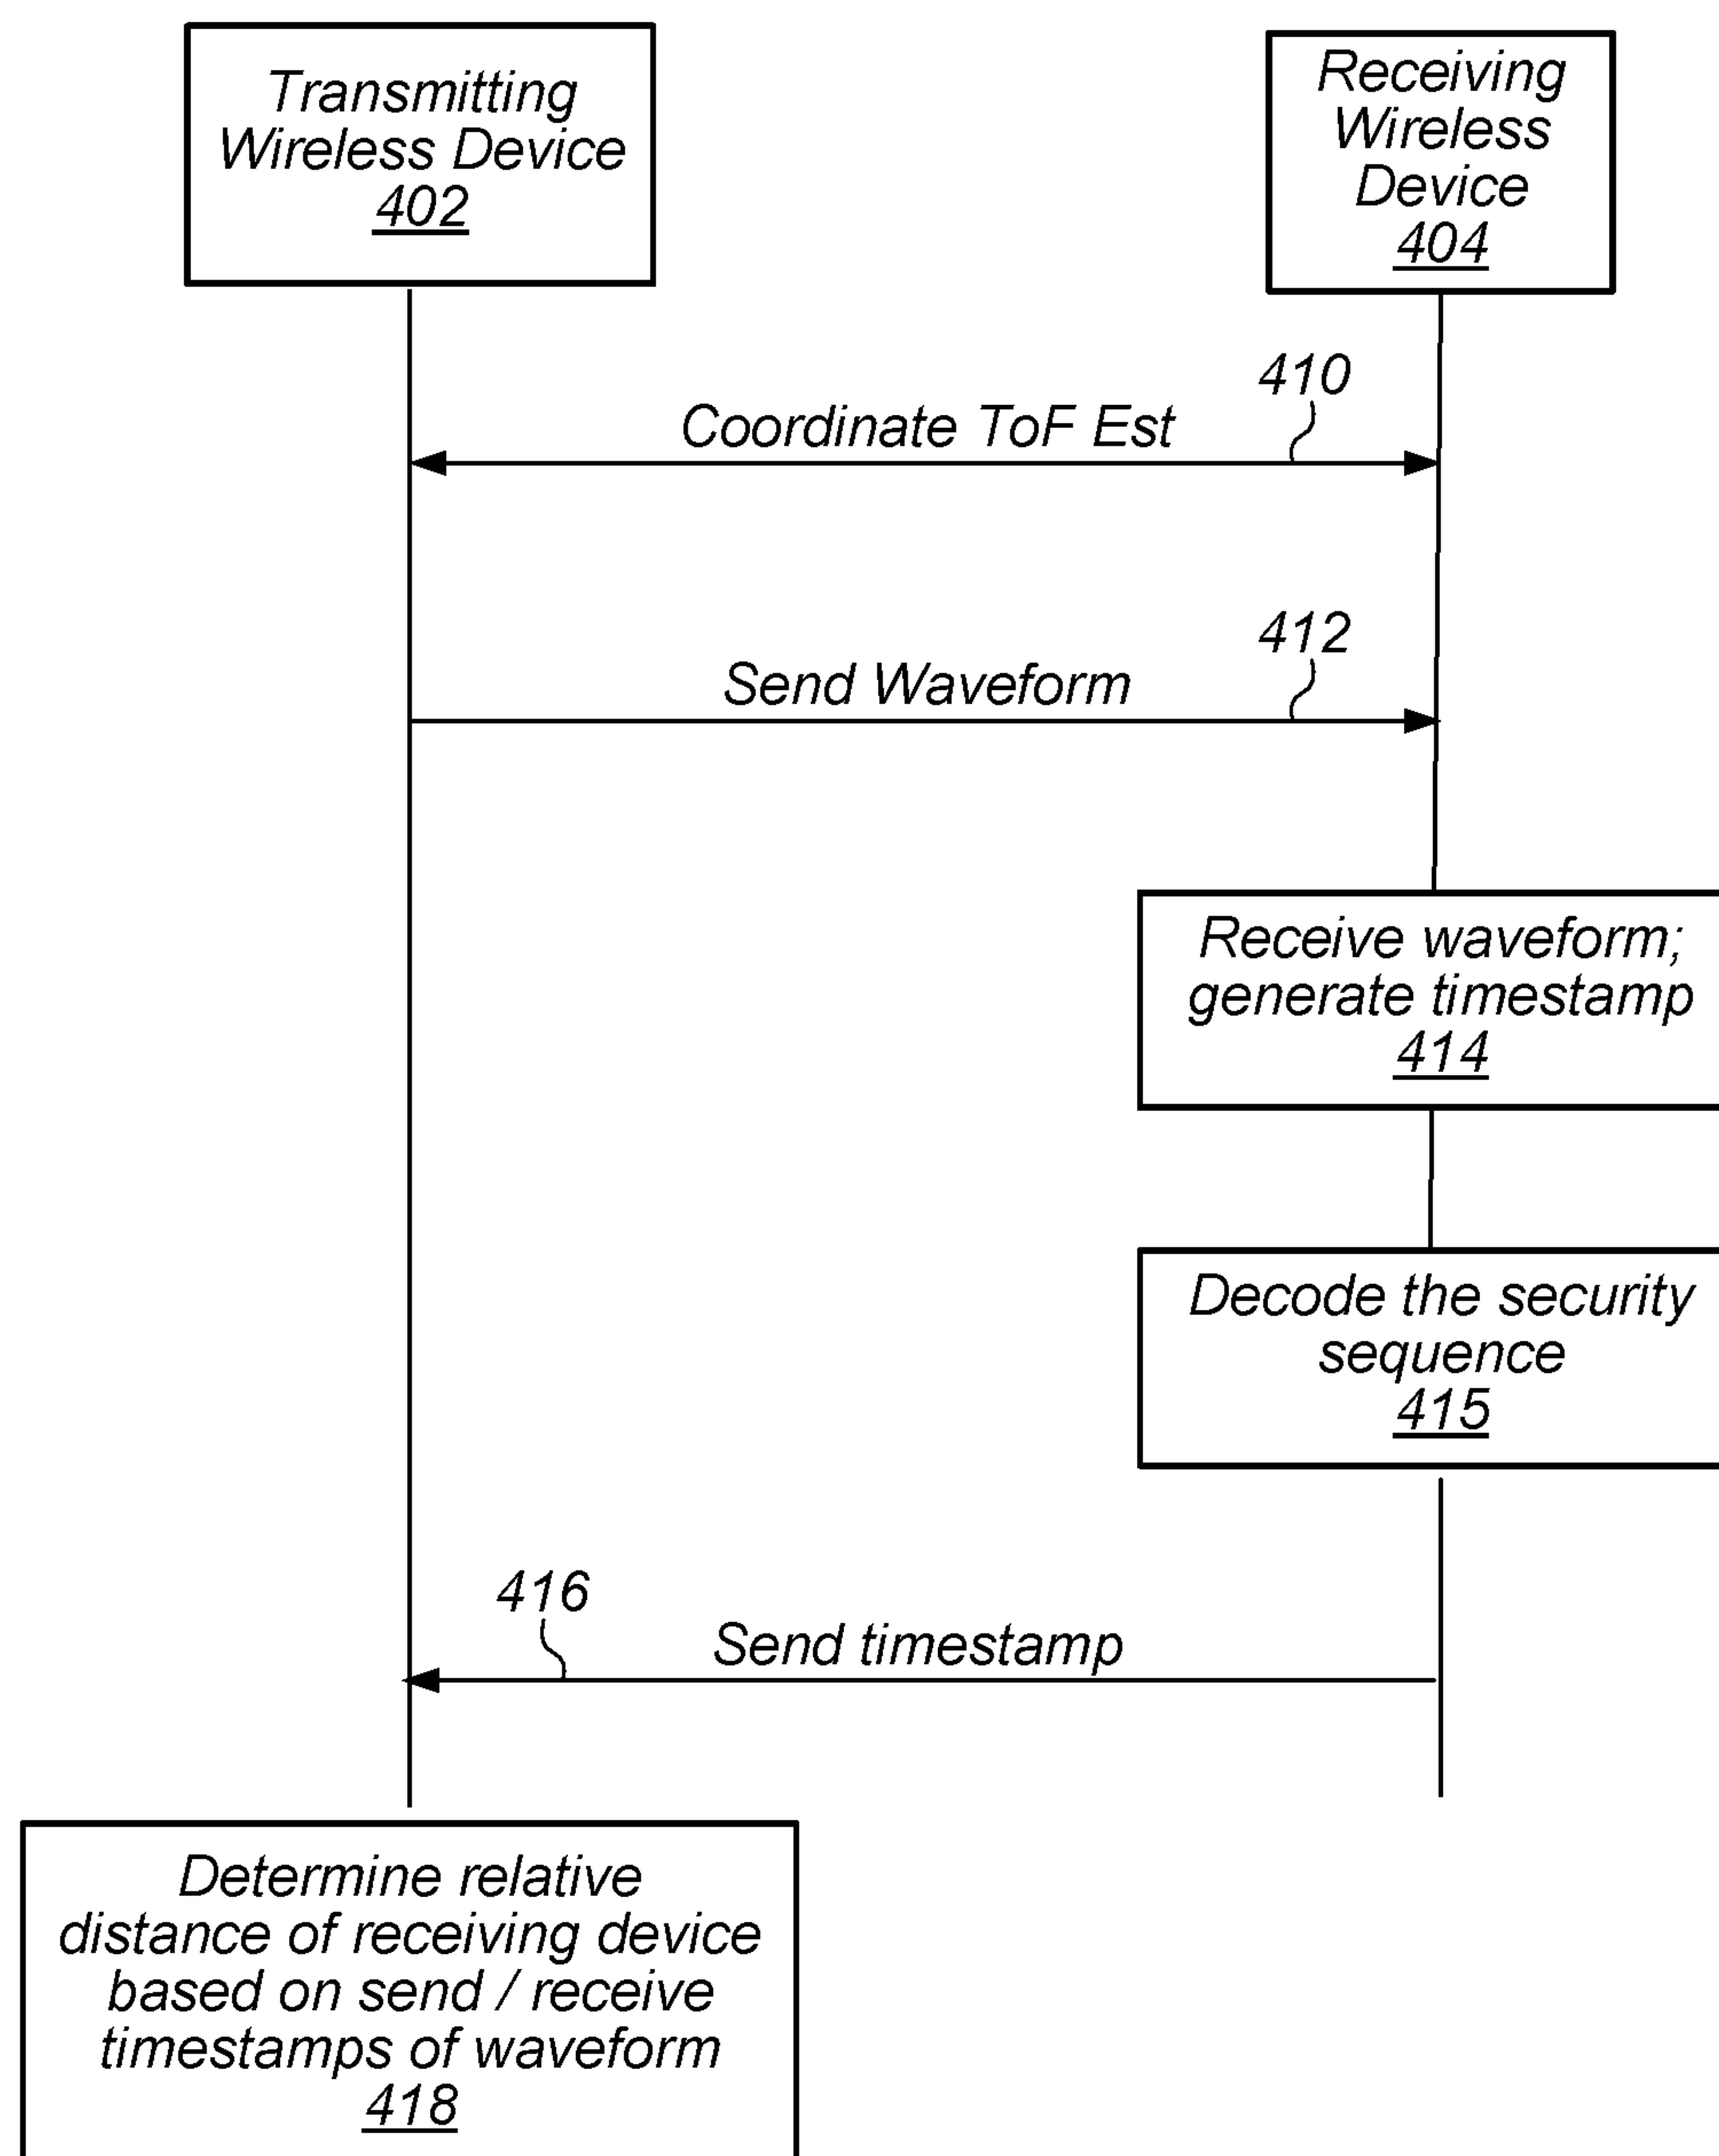 Transmitting
Wireless Device
402
Receiving
Wireless
Device
404
410
Coordinate ToF Est
412
Send Waveform
Receive waveform;
generate timestamp
414
Decode the security
sequence
415
416
Send timestamp
Determine relative
distance of receiving device
based on send / receive
timestamps of waveform
418